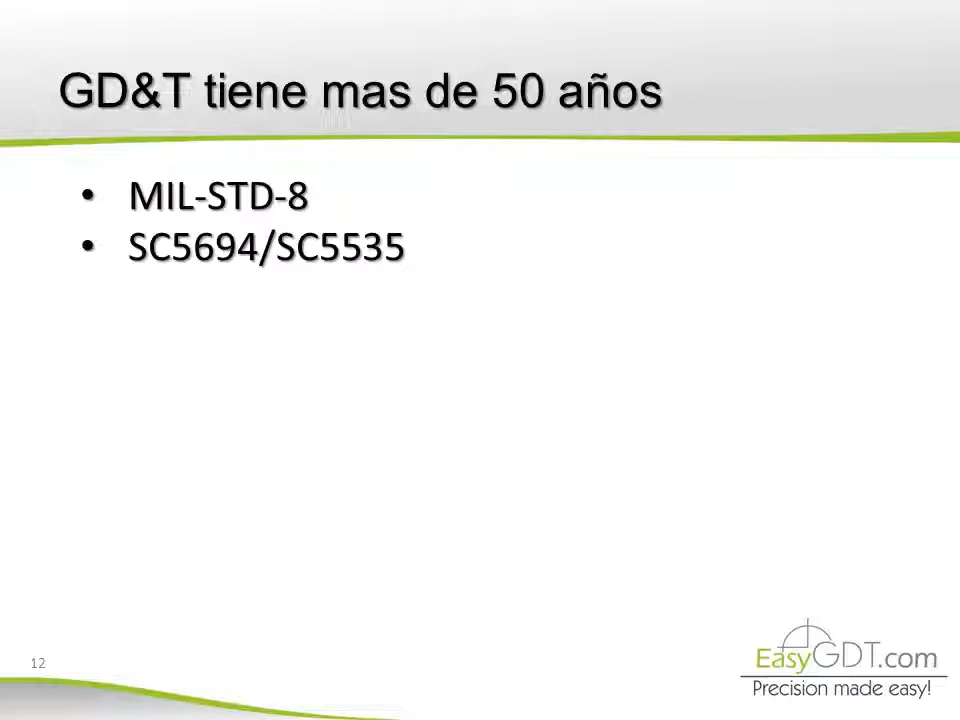 GD&T tiene mas de 50 años
• MIL-STD-8
• SC5694/SC5535
12
EasyGDT.com
Precision made easy!